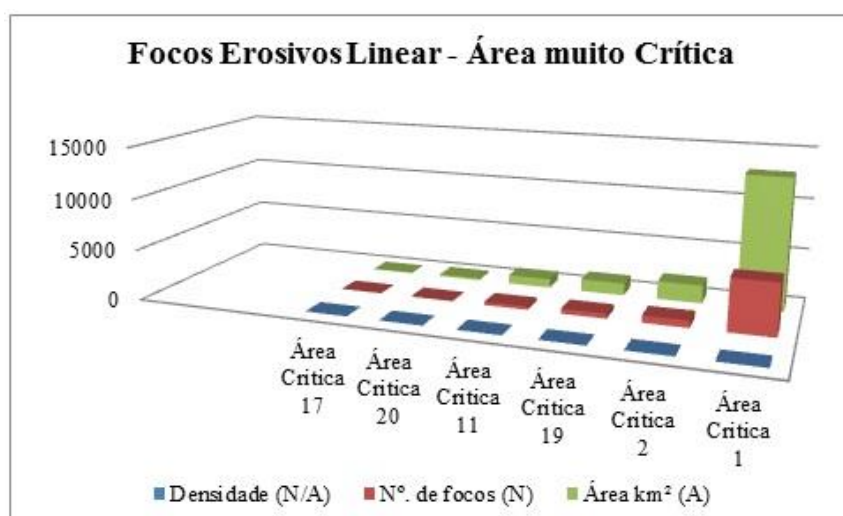 Focos Erosivos Linear - Área muito Crítica
15000
10000
5000
0
Área
Critica
17
Área
Critica
20
Área
Critica
11
Área
Critica
19
Área
Critica
2
Área
Critica
1
Densidade (N/A)
Nº. de focos (N)
Área km² (A)